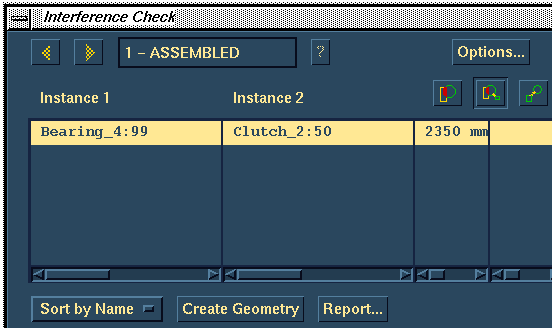 Interference Check
1 - ASSEMBLED
?
Options...
Instance 1
Instance 2
Bearing_4:99
Clutch_2:50
2350 mm
Sort by Name
Create Geometry
Report...